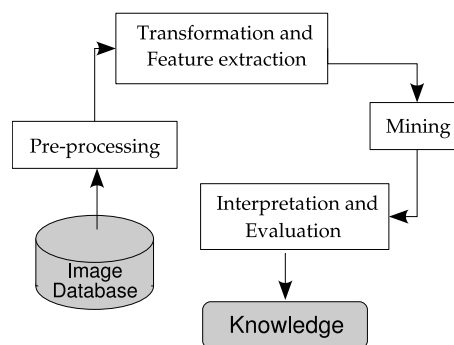 Transformation and
Feature extraction
Mining
Pre-processing
Interpretation and
Evaluation
Image
Database
Knowledge